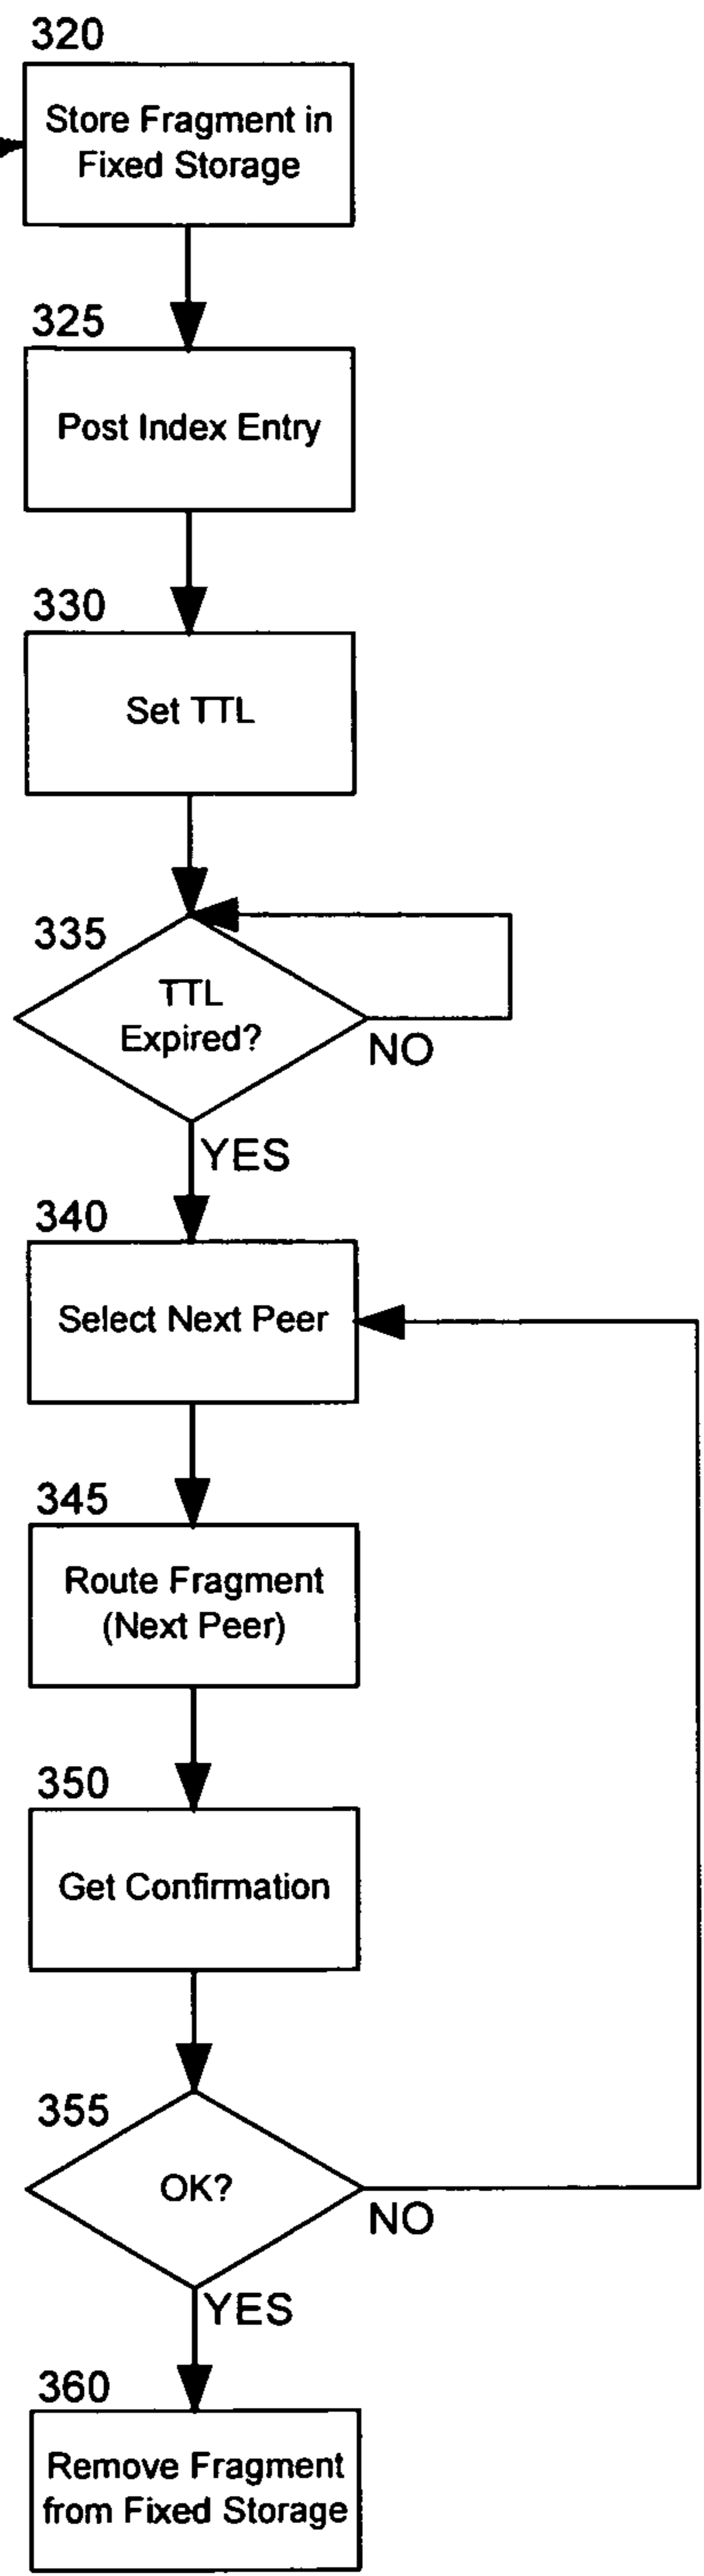 320
Store Fragment in
Fixed Storage
325
Post Index Entry
330
Set TTL
335
TTL
Expired?
NO
YES
340
Select Next Peer
345
Route Fragment
(Next Peer)
350
Get Confirmation
355
OK?
NO
YES
360
Remove Fragment
from Fixed Storage